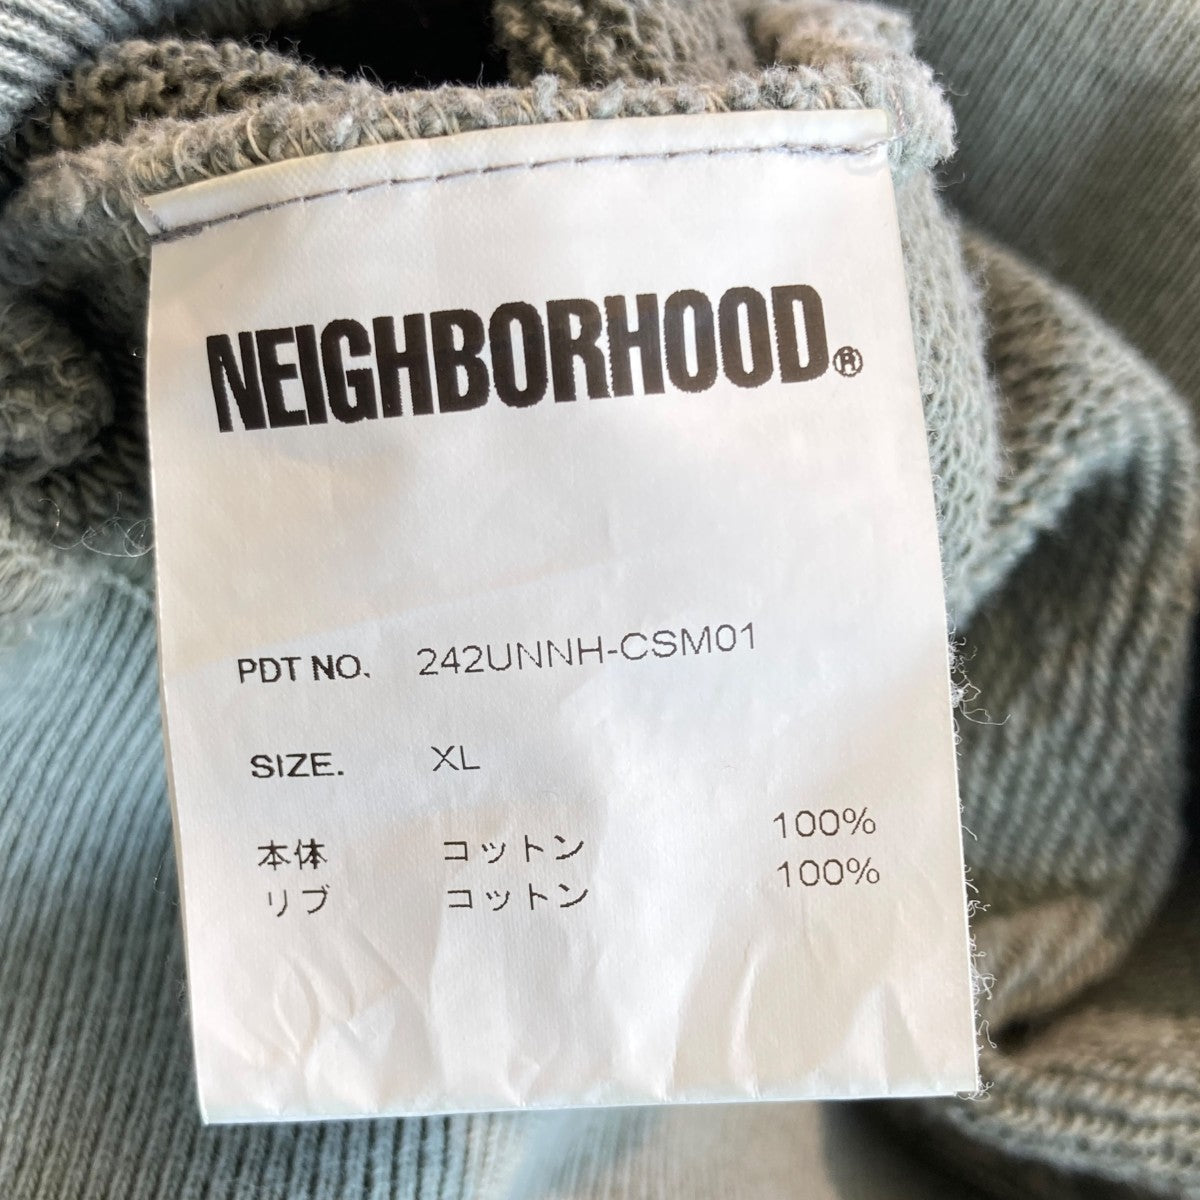 NEIGHBORHOOD®
PDT NO. 242UNNH-CSM01
SIZE. XL
本体 コットン 100%
リブ コットン 100%